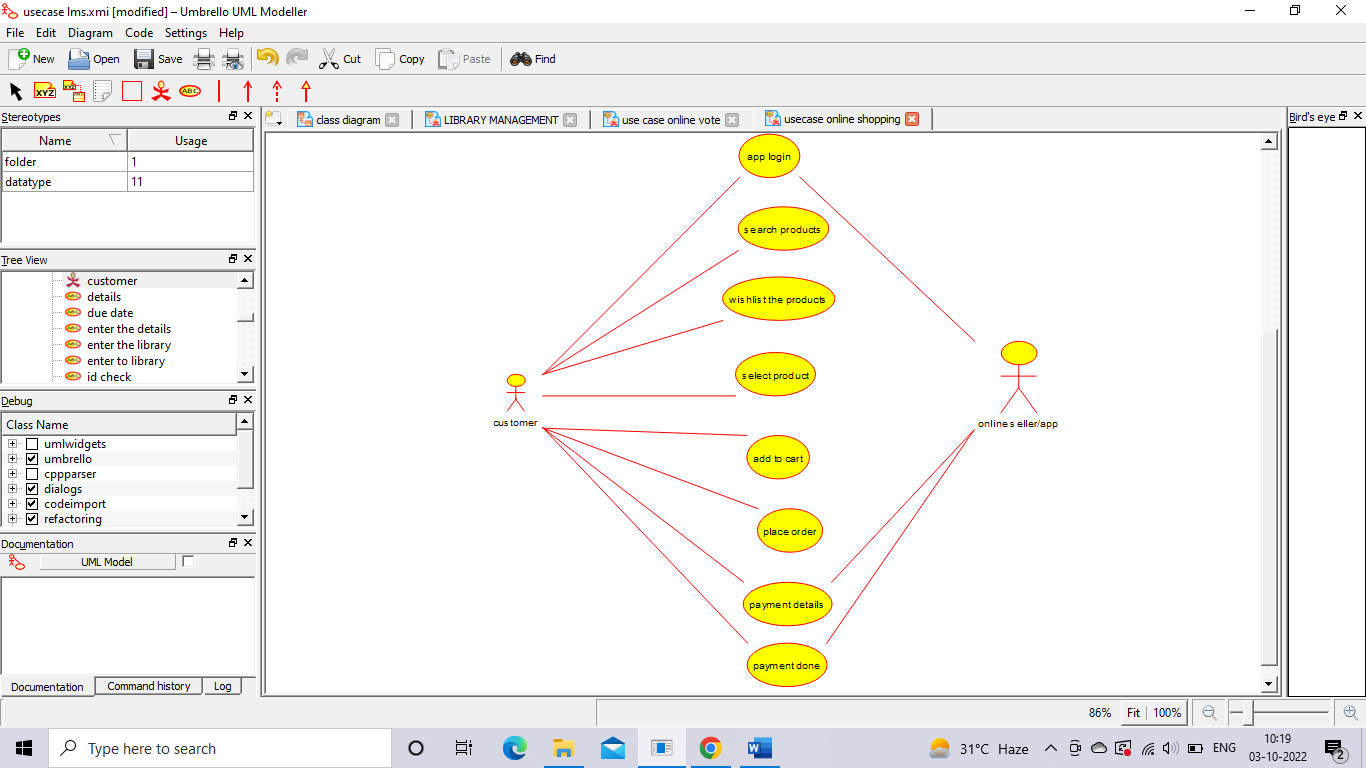 usecase lms.xmi [modified] – Umbrello UML Modeller
File Edit Diagram Code Settings Help
New Open Save Cut Copy Paste Find
XYZ XYZ ABC
Stereotypes
Name Usage
folder 1
datatype 11
Tree View
customer
details
due date
enter the details
enter the library
enter to library
id check
Debug
Class Name
umlwidgets
umbrello
cppparser
dialogs
codeimport
refactoring
Documentation
UML Model
Documentation Command history Log
class diagram LIBRARY MANAGEMENT use case online vote usecase online shopping
app login
search products
wishlist the products
select product
customer
online seller/app
add to cart
place order
payment details
payment done
Bird's eye
86% Fit 100%
Type here to search
31°C Haze
ENG
10:19
03-10-2022
2